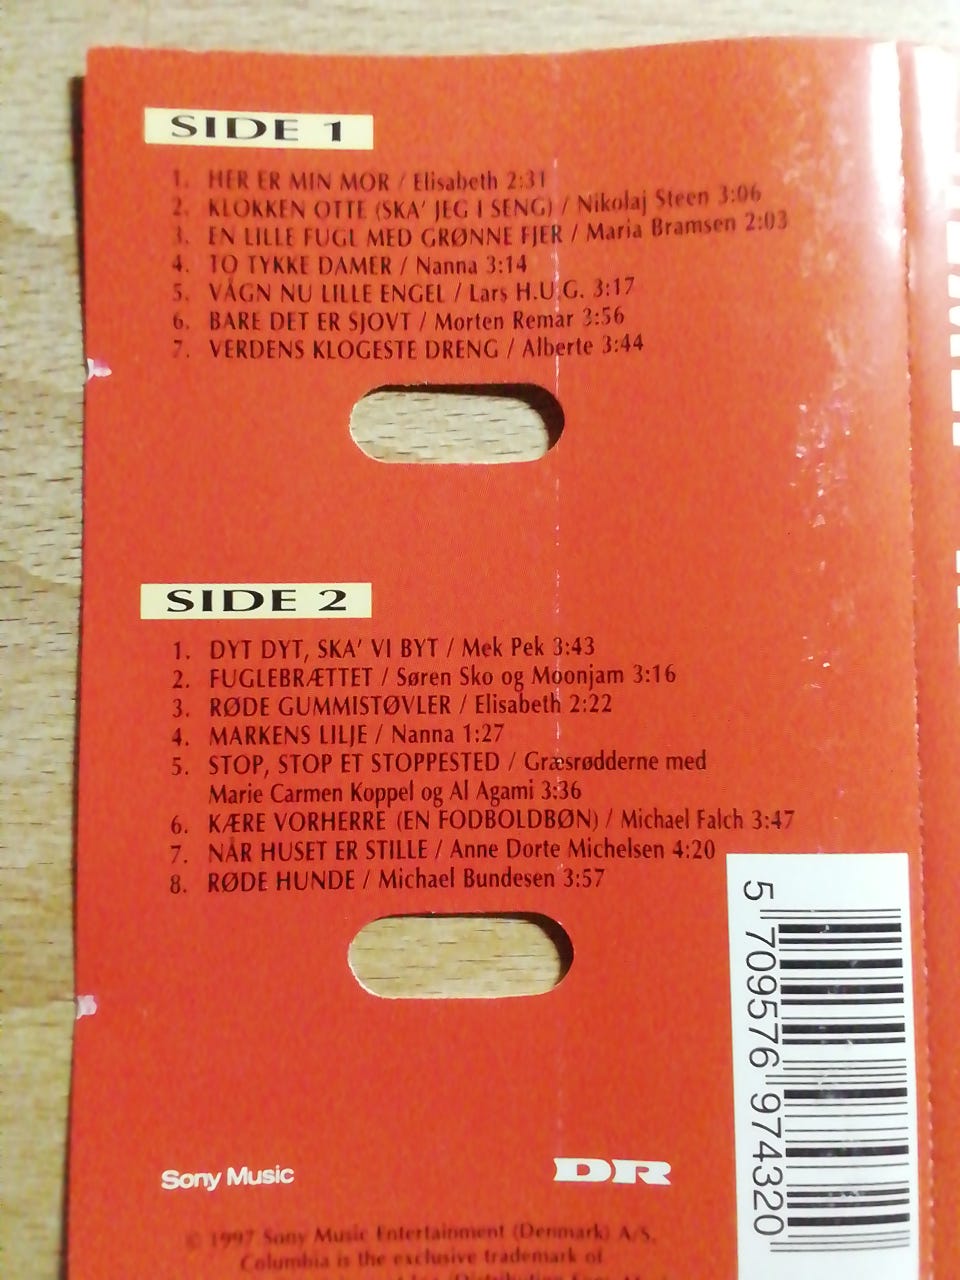 SIDE 1
1. HER ER MIN MOR / Elisabeth 2:31
2. KLOKKEN OTTE (SKA' JEG I SENG) / Nikolaj Steen 3:06
3. EN LILLE FUGL MED GRØNNE FJER / Maria Bramsen 2:03
4. TO TYKKE DAMER / Nanna 3:14
5. VÅGN NU LILLE ENGEL / Lars H.U.G. 3:17
6. BARE DET ER SJOVT / Morten Remar 3:56
7. VERDENS KLOGESTE DRENG / Alberte 3:44
SIDE 2
1. DYT DYT, SKA' VI BYT / Mek Pek 3:43
2. FUGLEBRÆTTET / Søren Sko og Moonjam 3:16
3. RØDE GUMMISTØVLER / Elisabeth 2:22
4. MARKENS LILJE / Nanna 1:27
5. STOP, STOP ET STOPPESTED / Græsrødderne med
Marie Carmen Koppel og Al Agami 3:36
6. KÆRE VORHERRE (EN FODBOLDBØN) / Michael Falch 3:47
7. NÅR HUSET ER STILLE / Anne Dorte Michelsen 4:20
8. RØDE HUNDE / Michael Bundesen 3:57
5 709576 974320
Sony Music
DR
© 1997 Sony Music Entertainment (Denmark) A/S.
Columbia is the exclusive trademark of